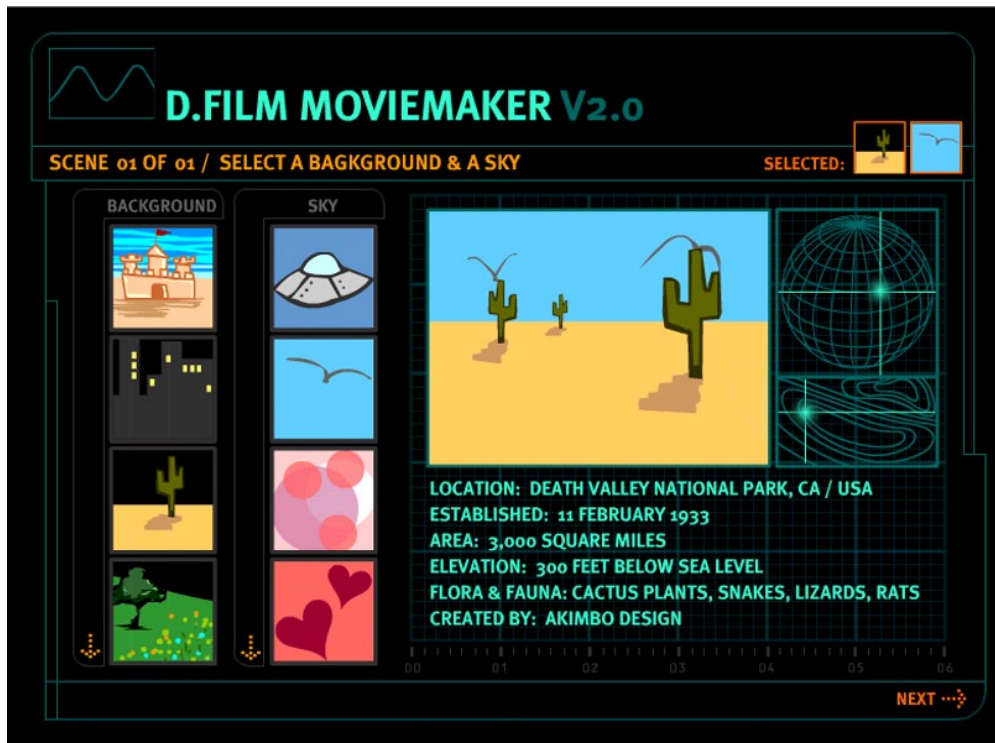 D.FILM MOVIEMAKER V2.0
SCENE 01 OF 01 / SELECT A BAGKGROUND & A SKY
SELECTED:
BACKGROUND
SKY
LOCATION: DEATH VALLEY NATIONAL PARK, CA / USA
ESTABLISHED: 11 FEBRUARY 1933
AREA: 3,000 SQUARE MILES
ELEVATION: 300 FEET BELOW SEA LEVEL
FLORA & FAUNA: CACTUS PLANTS, SNAKES, LIZARDS, RATS
CREATED BY: AKIMBO DESIGN
00 01 02 03 04 05 06
NEXT